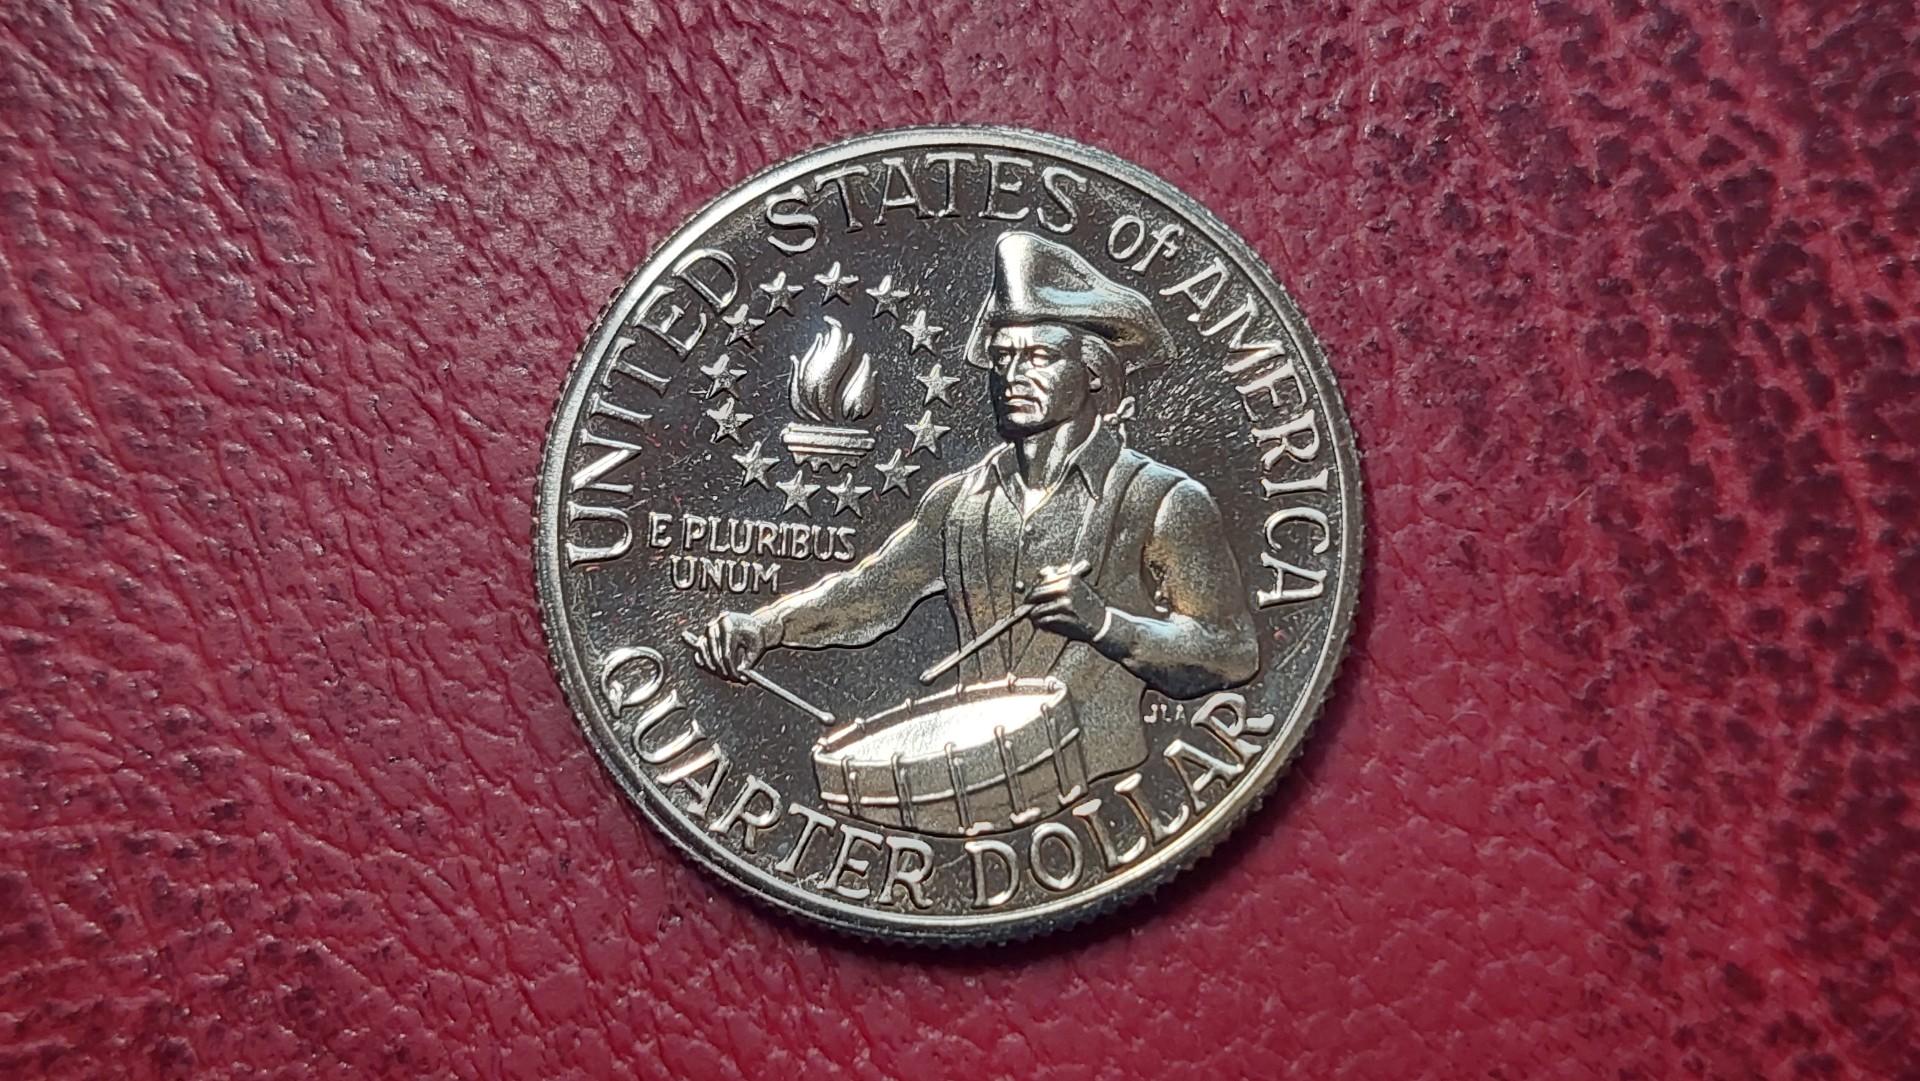 UNITED STATES of AMERICA
E PLURIBUS
UNUM
JLA
QUARTER DOLLAR